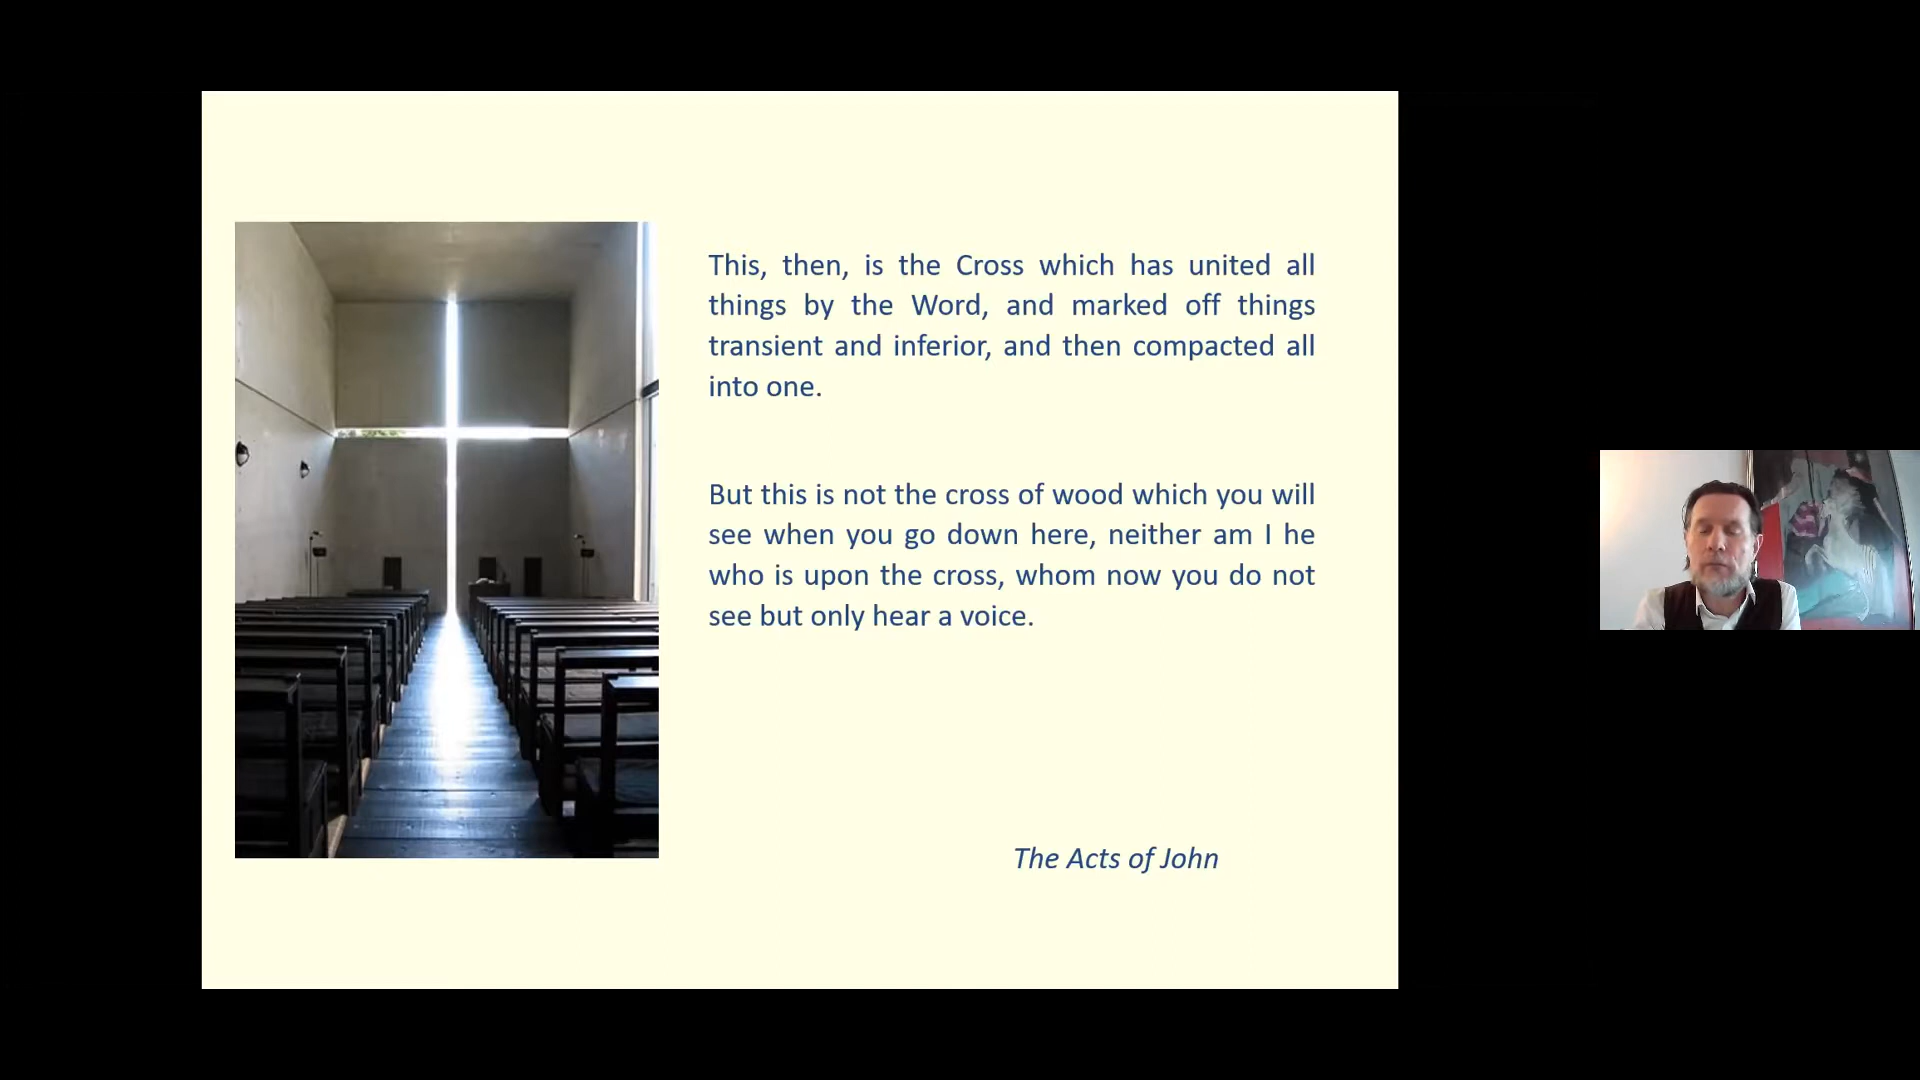 This, then, is the Cross which has united all
things by the Word, and marked off things
transient and inferior, and then compacted all
into one.
But this is not the cross of wood which you will
see when you go down here, neither am I he
who is upon the cross, whom now you do not
see but only hear a voice.
The Acts of John